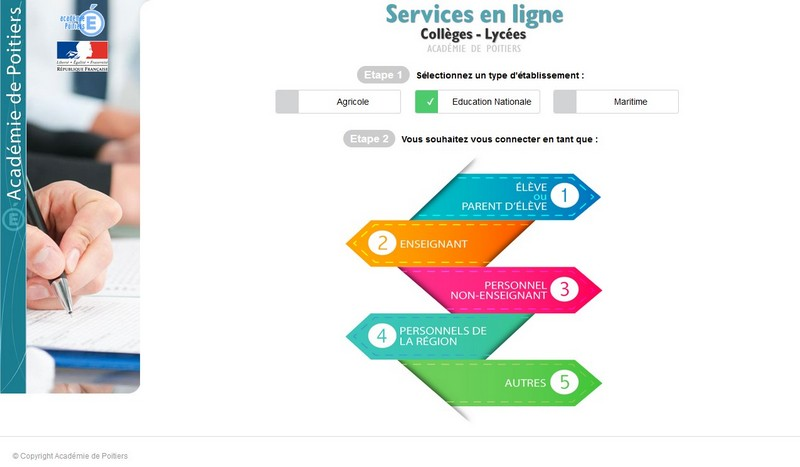 Académie de Poitiers
académie
Poitiers
Liberté • Égalité • Fraternité
RÉPUBLIQUE FRANÇAISE
Services en ligne
Collèges - Lycées
ACADÉMIE DE POITIERS
Etape 1 Sélectionnez un type d'établissement :
Agricole
Education Nationale
Maritime
Etape 2 Vous souhaitez vous connecter en tant que :
ÉLÈVE
ou
PARENT D'ÉLÈVE
1
2 ENSEIGNANT
PERSONNEL
NON-ENSEIGNANT
3
4 PERSONNELS DE
LA RÉGION
AUTRES 5
© Copyright Académie de Poitiers